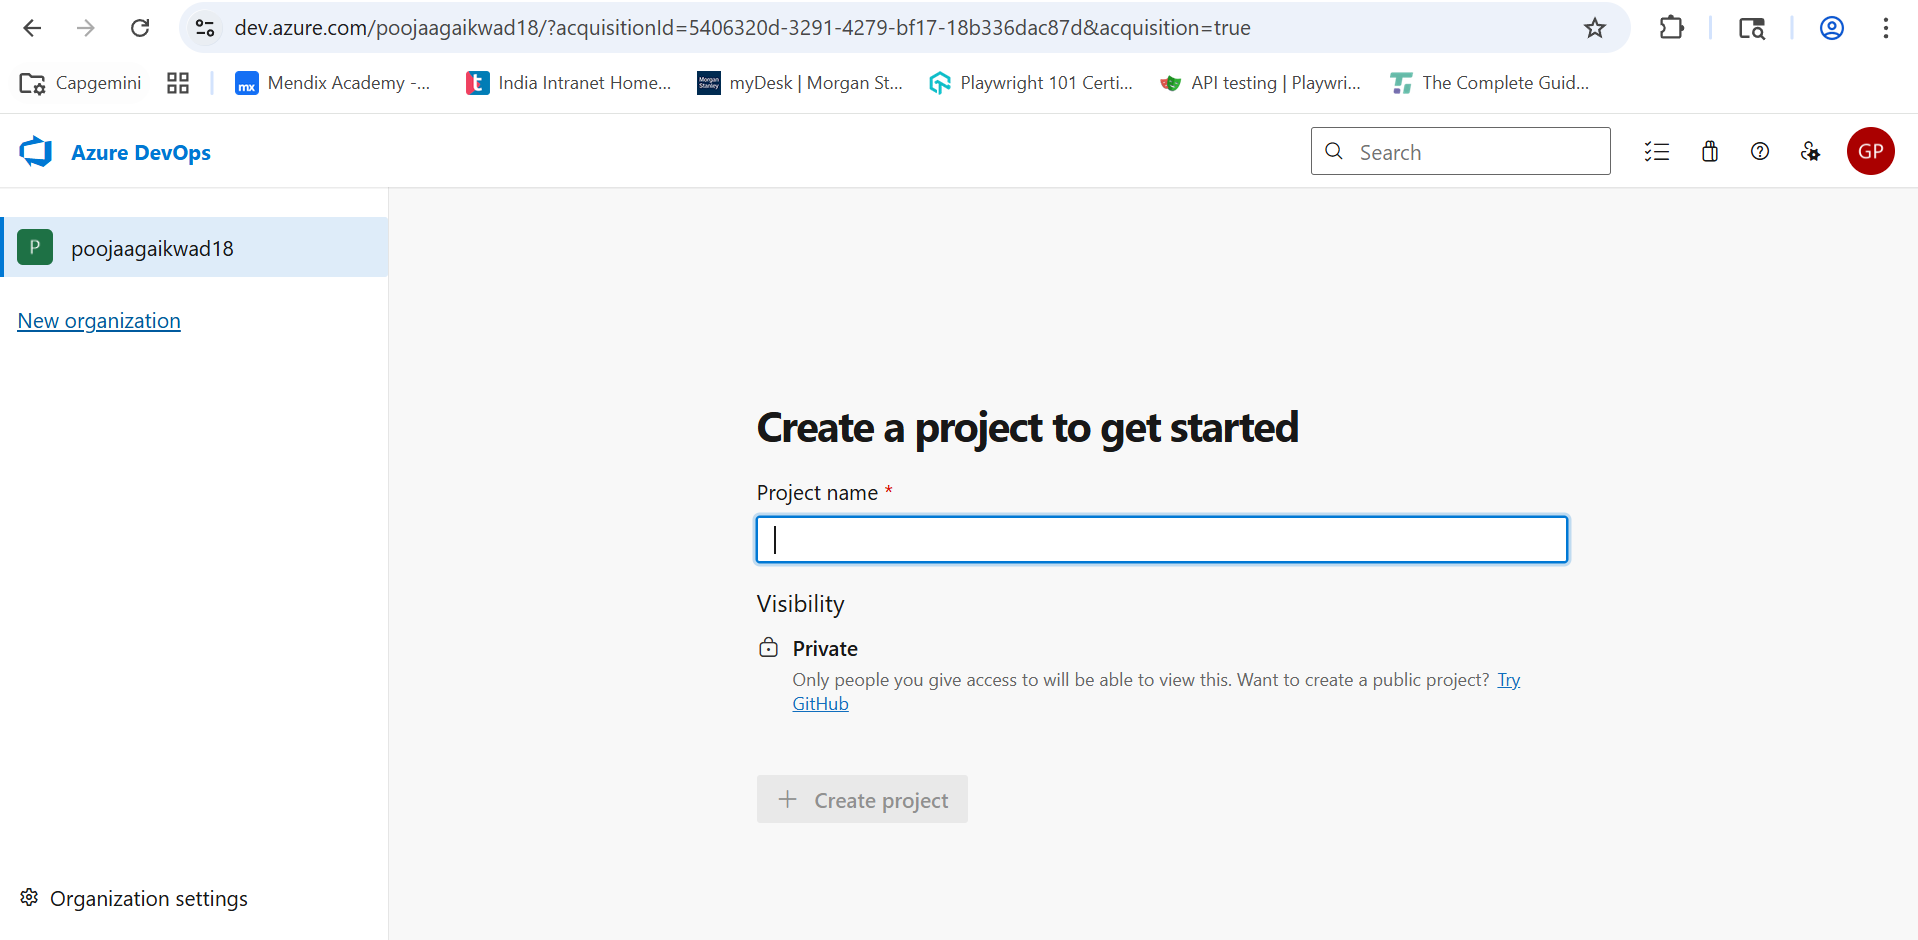 dev.azure.com/poojaagaikwad18/?acquisitionId=5406320d-3291-4279-bf17-18b336dac87d&acquisition=true
Capgemini
mx Mendix Academy -...
t India Intranet Home...
Morgan Stanley myDesk | Morgan St...
Playwright 101 Certi...
API testing | Playwri...
The Complete Guid...
Azure DevOps
Search
GP
P poojaagaikwad18
New organization
Create a project to get started
Project name *
Visibility
Private
Only people you give access to will be able to view this. Want to create a public project? Try
GitHub
+ Create project
Organization settings